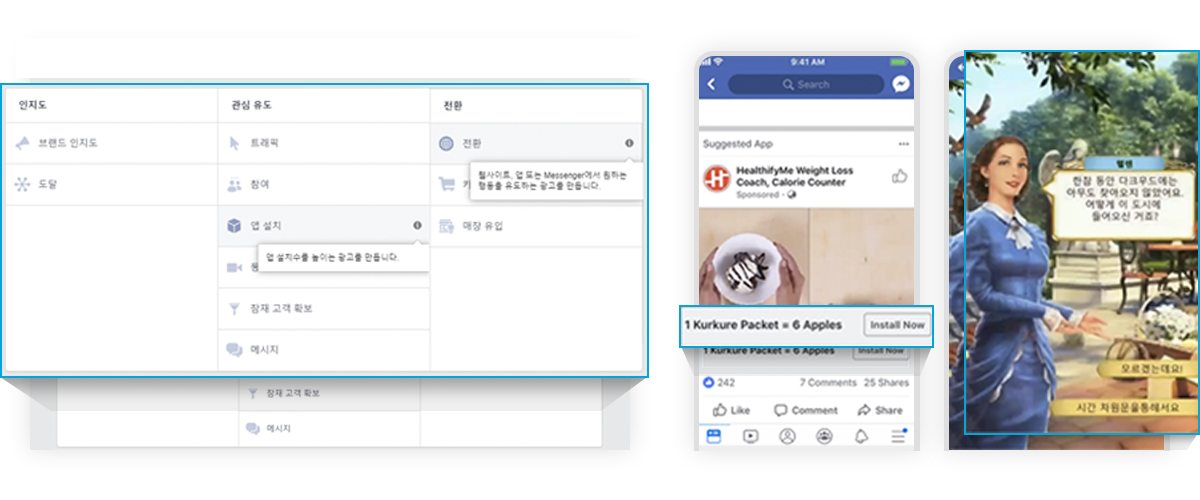 인지도
관심 유도
전환
브랜드 인지도
트래픽
전환
도달
참여
웹사이트, 앱 또는 Messenger에서 원하는
행동을 유도하는 광고를 만듭니다.
앱 설치
매장 유입
앱 설치수를 높이는 광고를 만듭니다.
잠재 고객 확보
메시지
잠재 고객 확보
메시지
9:41 AM
Search
Suggested App
HealthifyMe Weight Loss
Coach, Calorie Counter
Sponsored
1 Kurkure Packet = 6 Apples
Install Now
1 Kurkure Packet = 6 Apples
Install Now
242
7 Comments
25 Shares
Like
Comment
Share
헬렌
한참 동안 다크우드에는
아무도 찾아오지 않았어요.
어떻게 이 도시에
들어오신 거죠?
모르겠는데요!
시간 차원문을통해서요